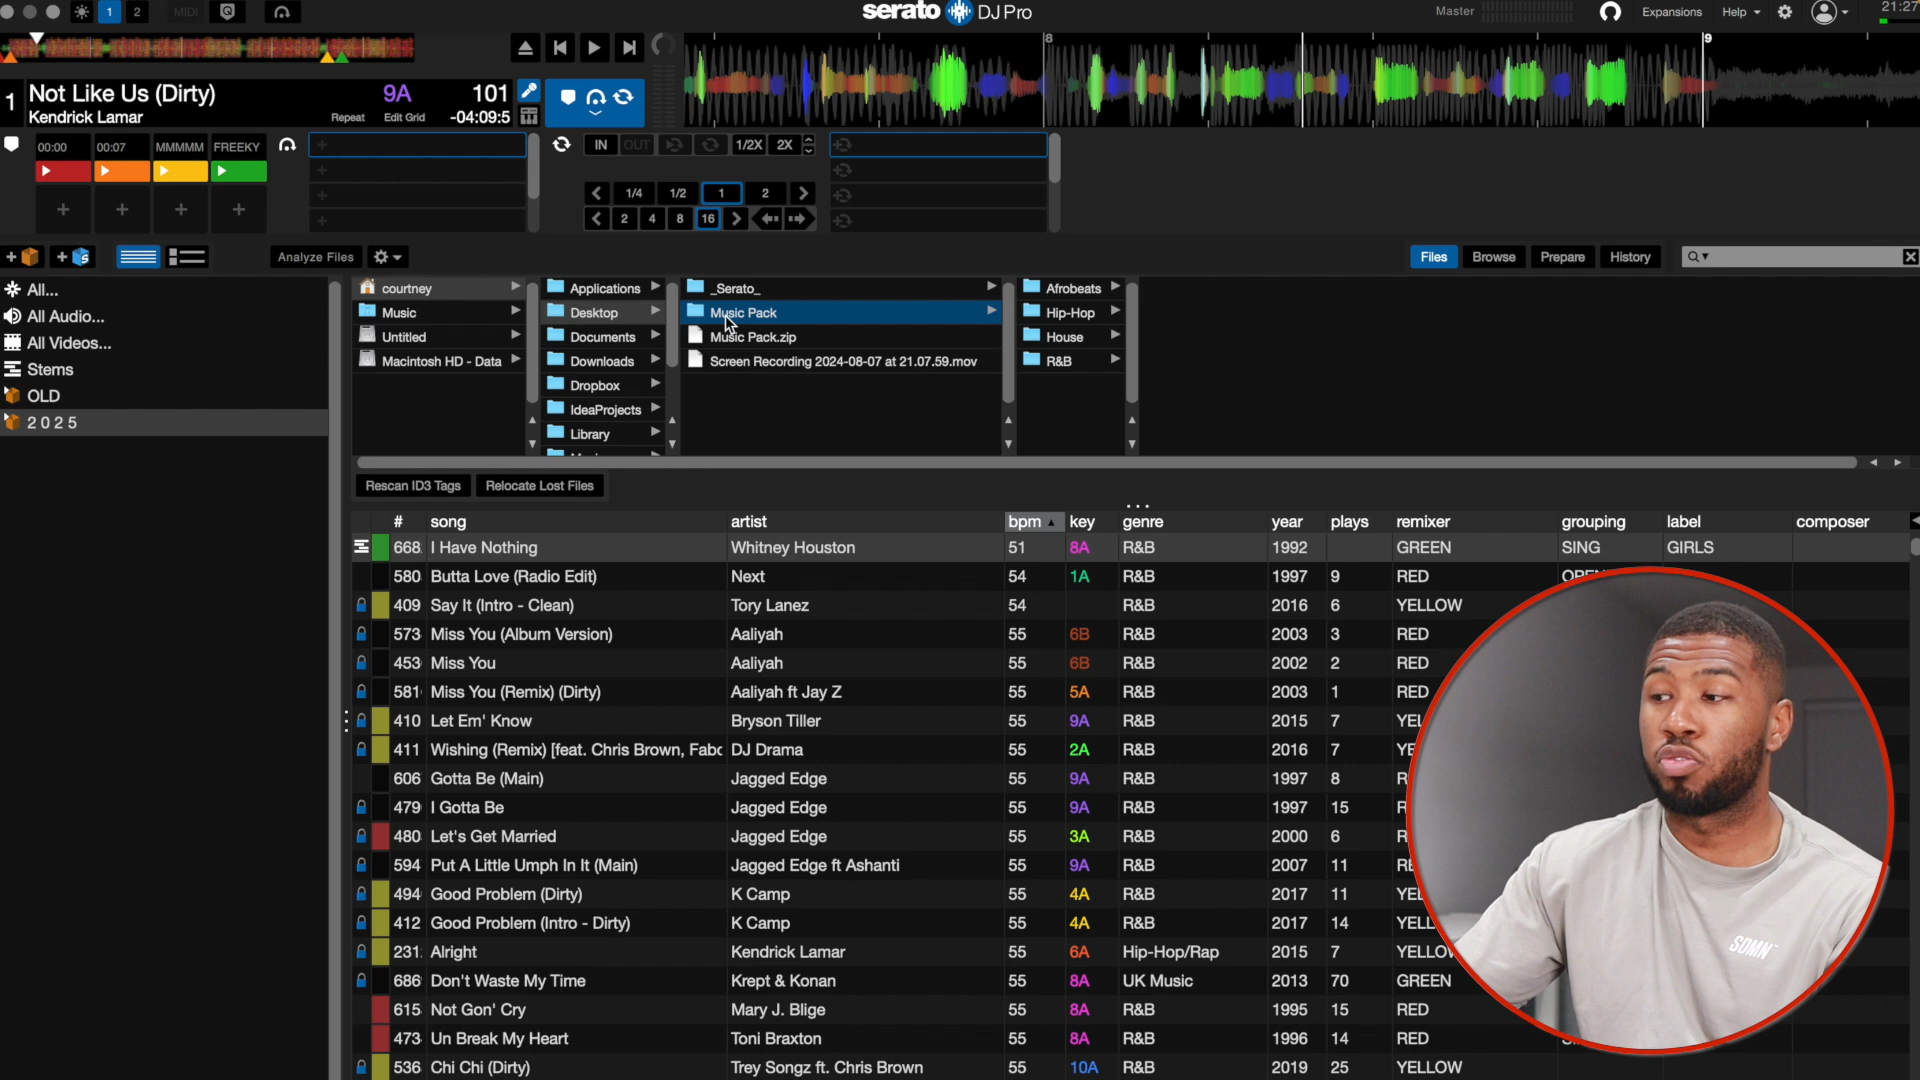 1 2 MIDI serato DJ Pro Master Expansions Help 21:27
8 9
1 Not Like Us (Dirty) 9A 101
Kendrick Lamar Repeat Edit Grid -04:09:5
00:00 00:07 MMMMM FREEKY
IN OUT 1/2X 2X
1/4 1/2 1 2
2 4 8 16
Analyze Files Files Browse Prepare History
All...
All Audio...
All Videos...
Stems
OLD
2 0 2 5
courtney Applications _Serato_ Afrobeats
Music Desktop Music Pack Hip-Hop
Untitled Documents Music Pack.zip House
Macintosh HD - Data Downloads Screen Recording 2024-08-07 at 21.07.59.mov R&B
Dropbox
IdeaProjects
Library
Rescan ID3 Tags Relocate Lost Files
# song artist bpm key genre year plays remixer grouping label composer
668 I Have Nothing Whitney Houston 51 8A R&B 1992 GREEN SING GIRLS
580 Butta Love (Radio Edit) Next 54 1A R&B 1997 9 RED
409 Say It (Intro - Clean) Tory Lanez 54 R&B 2016 6 YELLOW
573 Miss You (Album Version) Aaliyah 55 6B R&B 2003 3 RED
453 Miss You Aaliyah 55 6B R&B 2002 2 RED
581 Miss You (Remix) (Dirty) Aaliyah ft Jay Z 55 5A R&B 2003 1 RED
410 Let Em' Know Bryson Tiller 55 9A R&B 2015 7 YEL
411 Wishing (Remix) [feat. Chris Brown, Fabc DJ Drama 55 2A R&B 2016 7 YE
606 Gotta Be (Main) Jagged Edge 55 9A R&B 1997 8 R
479 I Gotta Be Jagged Edge 55 9A R&B 1997 15 R
480 Let's Get Married Jagged Edge 55 3A R&B 2000 6 R
594 Put A Little Umph In It (Main) Jagged Edge ft Ashanti 55 9A R&B 2007 11 RE
494 Good Problem (Dirty) K Camp 55 4A R&B 2017 11 YEL
412 Good Problem (Intro - Dirty) K Camp 55 4A R&B 2017 14 YELL
231 Alright Kendrick Lamar 55 6A Hip-Hop/Rap 2015 7 YELLOW
686 Don't Waste My Time Krept & Konan 55 8A UK Music 2013 70 GREEN
615 Not Gon' Cry Mary J. Blige 55 8A R&B 1995 15 RED
473 Un Break My Heart Toni Braxton 55 8A R&B 1996 14 RED
536 Chi Chi (Dirty) Trey Songz ft. Chris Brown 55 10A R&B 2019 25 YELLOW
SDMN